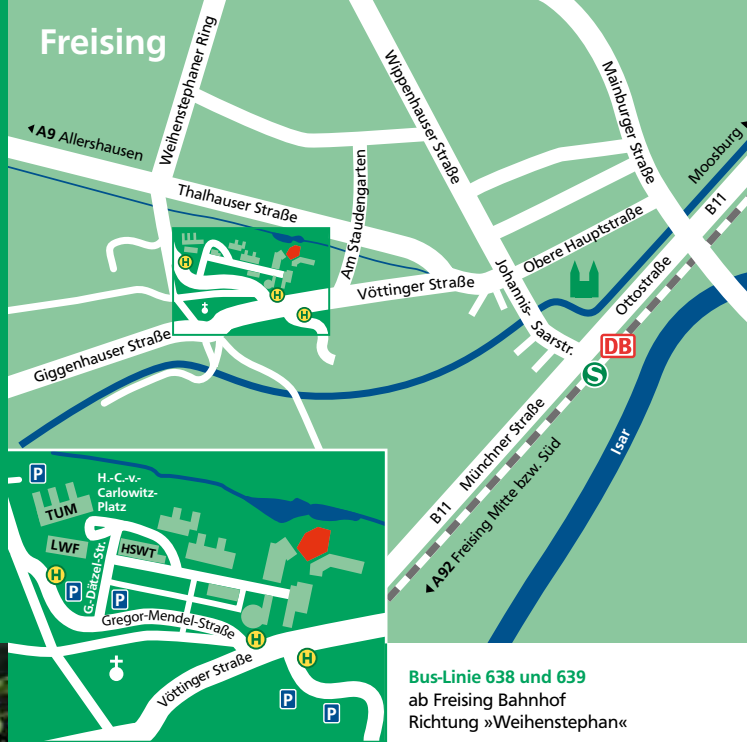 Freising
Weihenstephaner Ring
Wippenhauser Straße
Mainburger Straße
A9 Allershausen
Moosburg
B11
Thalhauser Straße
Am Staudengarten
Obere Hauptstraße
H
H
H
Vöttinger Straße
Johannis-
Saarstr.
Ottostraße
DB
S
Giggenhauser Straße
Isar
B11 Münchner Straße
A92 Freising Mitte bzw. Süd
P
H.-C.-v.-
Carlowitz-
Platz
TUM
LWF
HSWT
G.-Dätzel-Str.
H
P
P
Gregor-Mendel-Straße
H
H
Vöttinger Straße
P
P
Bus-Linie 638 und 639
ab Freising Bahnhof
Richtung »Weihenstephan«